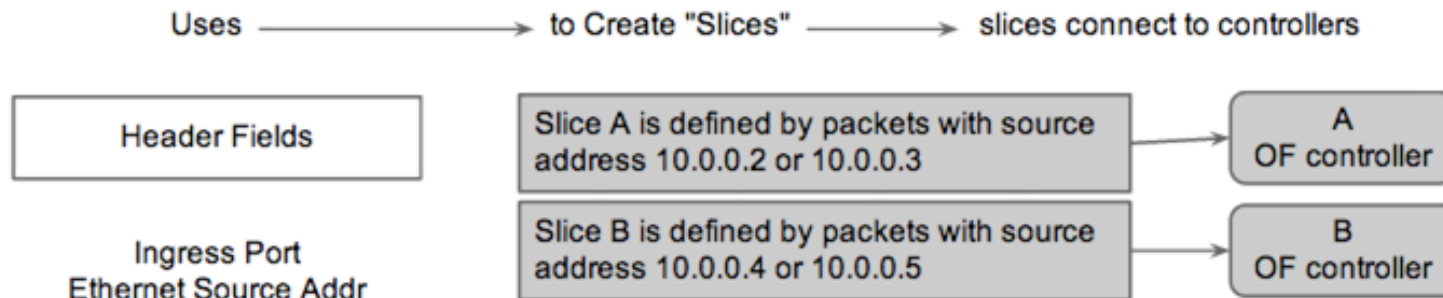 Uses to Create "Slices" slices connect to controllers
Header Fields
Slice A is defined by packets with source
address 10.0.0.2 or 10.0.0.3
A
OF controller
Slice B is defined by packets with source
address 10.0.0.4 or 10.0.0.5
B
OF controller
Ingress Port
Ethernet Source Addr